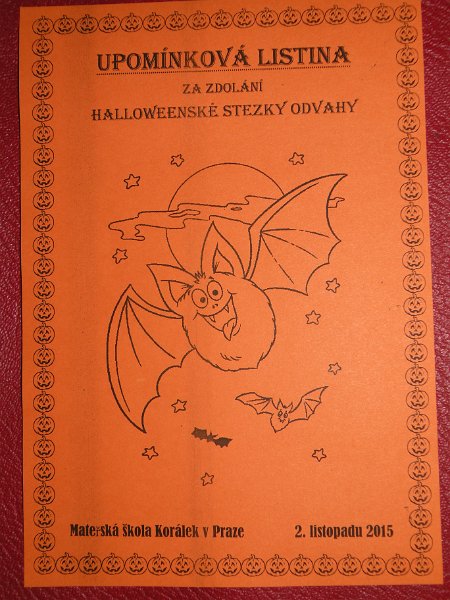 UPOMÍNKOVÁ LISTINA
ZA ZDOLÁNÍ
HALLOWEENSKÉ STEZKY ODVAHY
Mateřská škola Korálek v Praze 2. listopadu 2015